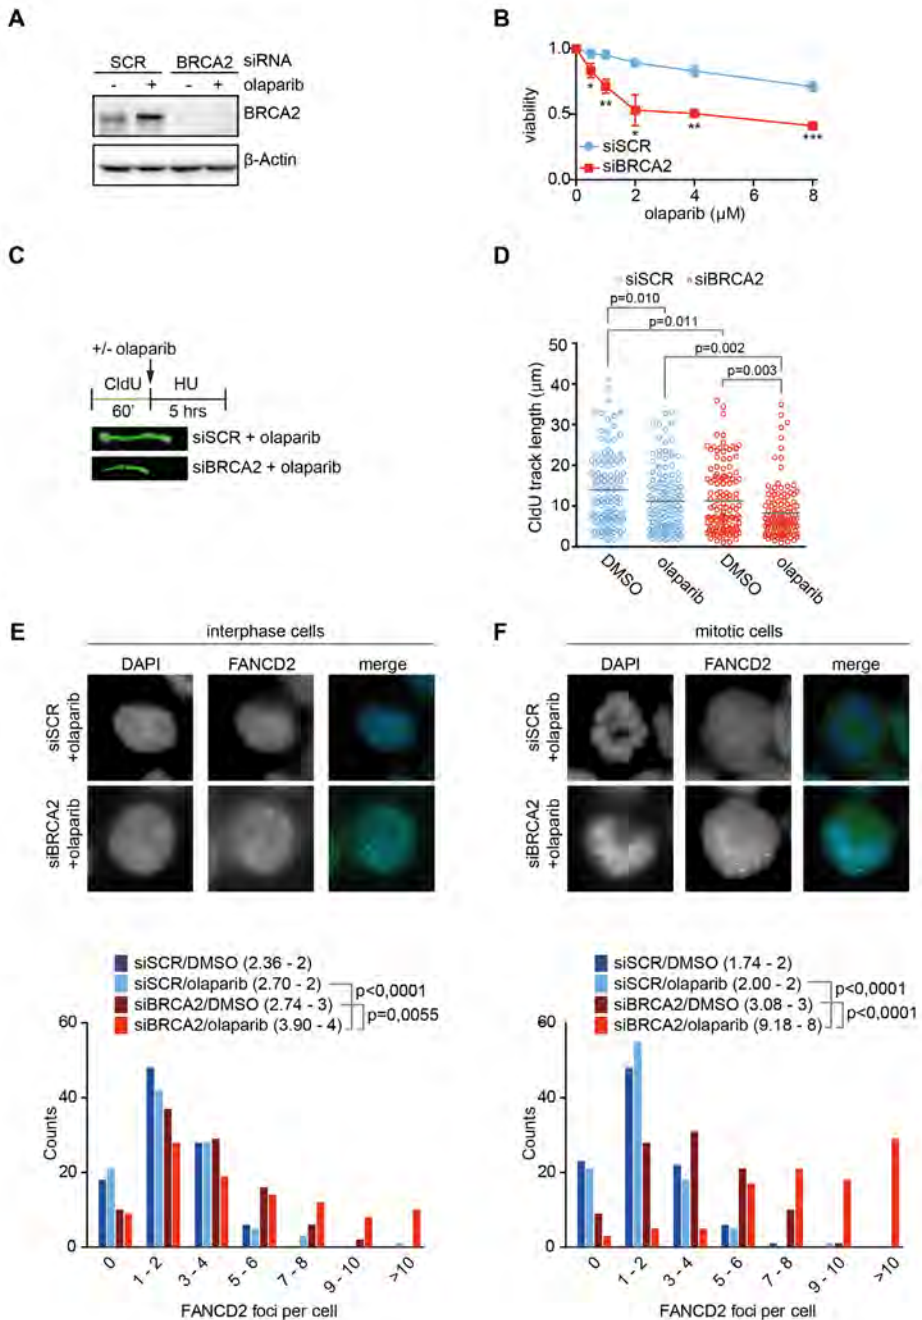 A
SCR BRCA2 siRNA
- + - + olaparib
BRCA2
β-Actin
B
1.0
0.5
0.0
viability
* ** * ** ***
siSCR
siBRCA2
0 2 4 6 8
olaparib (µM)
C
+/- olaparib
CldU HU
60' 5 hrs
siSCR + olaparib
siBRCA2 + olaparib
D
siSCR siBRCA2
p=0.010
p=0.011
p=0.002
p=0.003
50
40
30
20
10
0
CldU track length (µm)
DMSO olaparib DMSO olaparib
E
interphase cells
DAPI FANCD2 merge
siSCR
+olaparib
siBRCA2
+olaparib
siSCR/DMSO (2.36 - 2)
siSCR/olaparib (2.70 - 2)
siBRCA2/DMSO (2.74 - 3)
siBRCA2/olaparib (3.90 - 4)
p<0,0001
p=0,0055
60
40
20
0
Counts
0 1 - 2 3 - 4 5 - 6 7 - 8 9 - 10 >10
FANCD2 foci per cell
F
mitotic cells
DAPI FANCD2 merge
siSCR
+olaparib
siBRCA2
+olaparib
siSCR/DMSO (1.74 - 2)
siSCR/olaparib (2.00 - 2)
siBRCA2/DMSO (3.08 - 3)
siBRCA2/olaparib (9.18 - 8)
p<0,0001
p<0,0001
60
40
20
0
Counts
0 1 - 2 3 - 4 5 - 6 7 - 8 9 - 10 >10
FANCD2 foci per cell